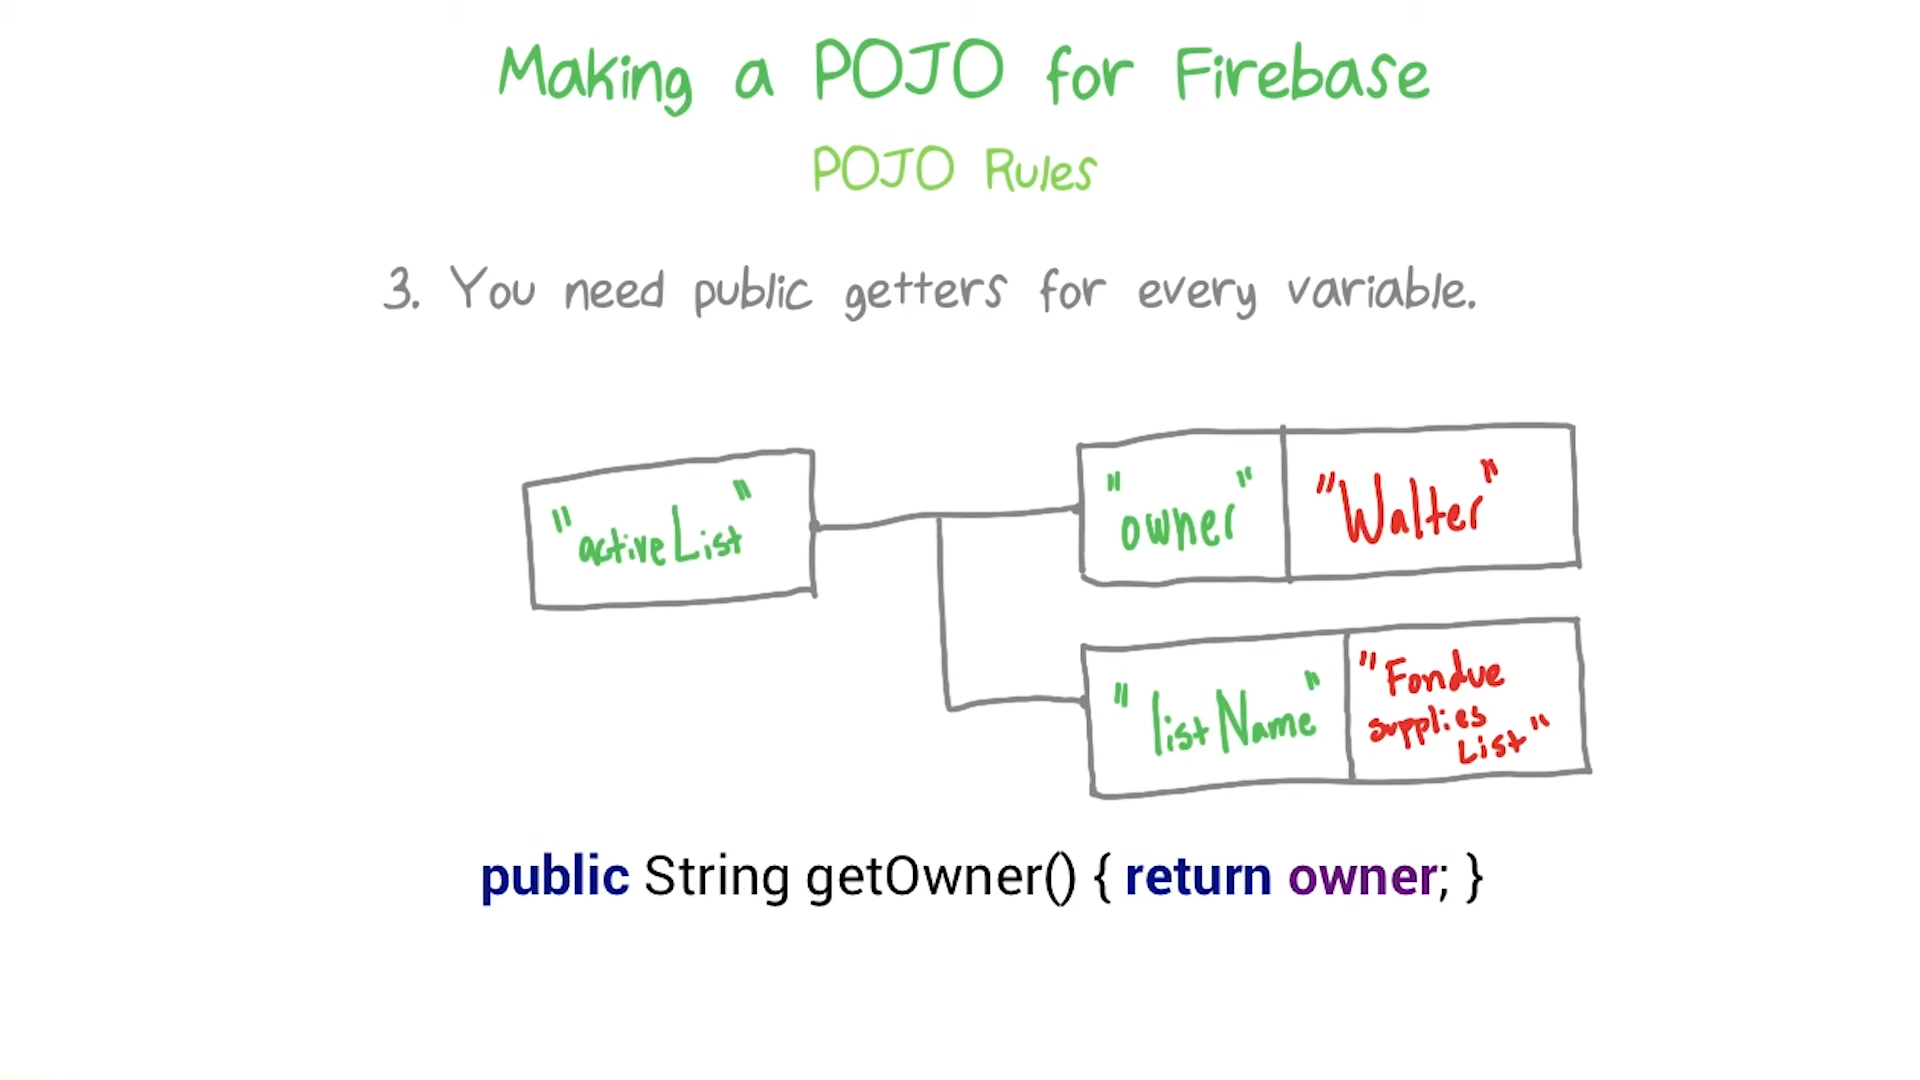 Making a POJO for Firebase
POJO Rules
3. You need public getters for every variable.
"activeList"
"owner"
"Walter"
"listName"
"Fondue
supplies
List"
public String getOwner() { return owner; }